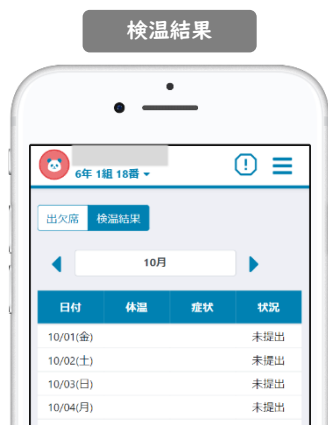 検温結果
6年 1組 18番
出欠席 検温結果
10月
日付 体温 症状 状況
10/01(金) 未提出
10/02(土) 未提出
10/03(日) 未提出
10/04(月) 未提出